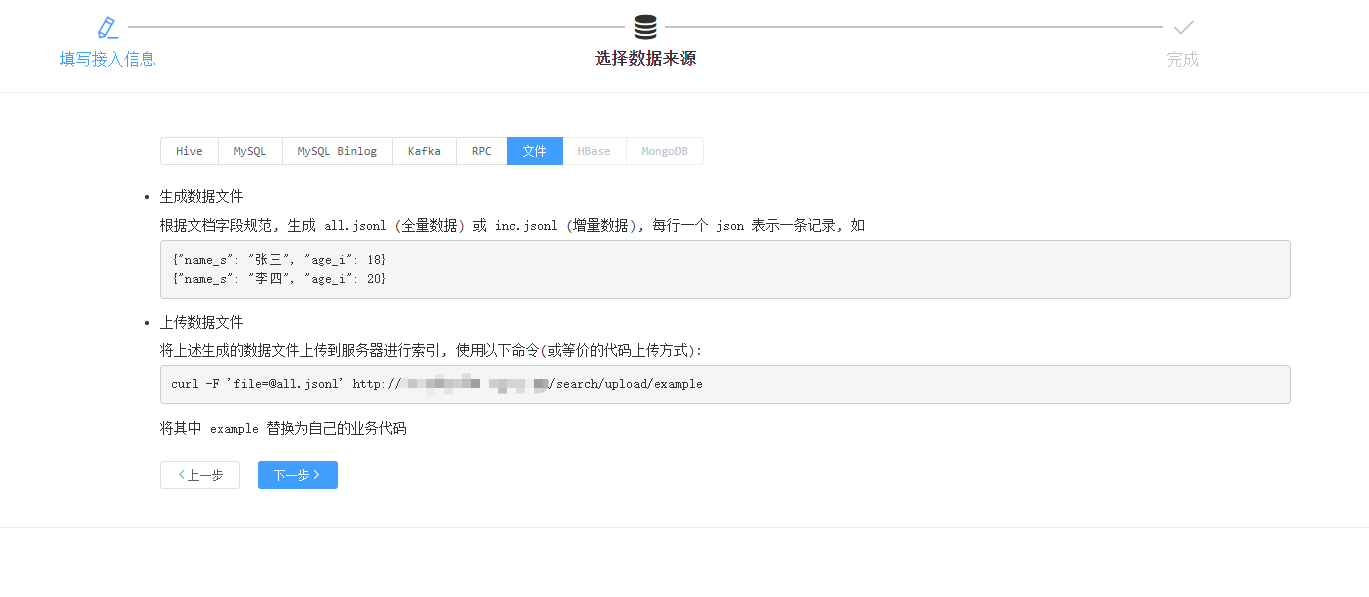 填写接入信息
选择数据来源
完成
Hive MySQL MySQL Binlog Kafka RPC 文件 HBase MongoDB
生成数据文件
根据文档字段规范, 生成 all.jsonl (全量数据) 或 inc.jsonl (增量数据), 每行一个 json 表示一条记录, 如
{"name_s": "张三", "age_i": 18}
{"name_s": "李四", "age_i": 20}
上传数据文件
将上述生成的数据文件上传到服务器进行索引, 使用以下命令(或等价的代码上传方式):
curl -F 'file=@all.jsonl' http:// /search/upload/example
将其中 example 替换为自己的业务代码
上一步 下一步